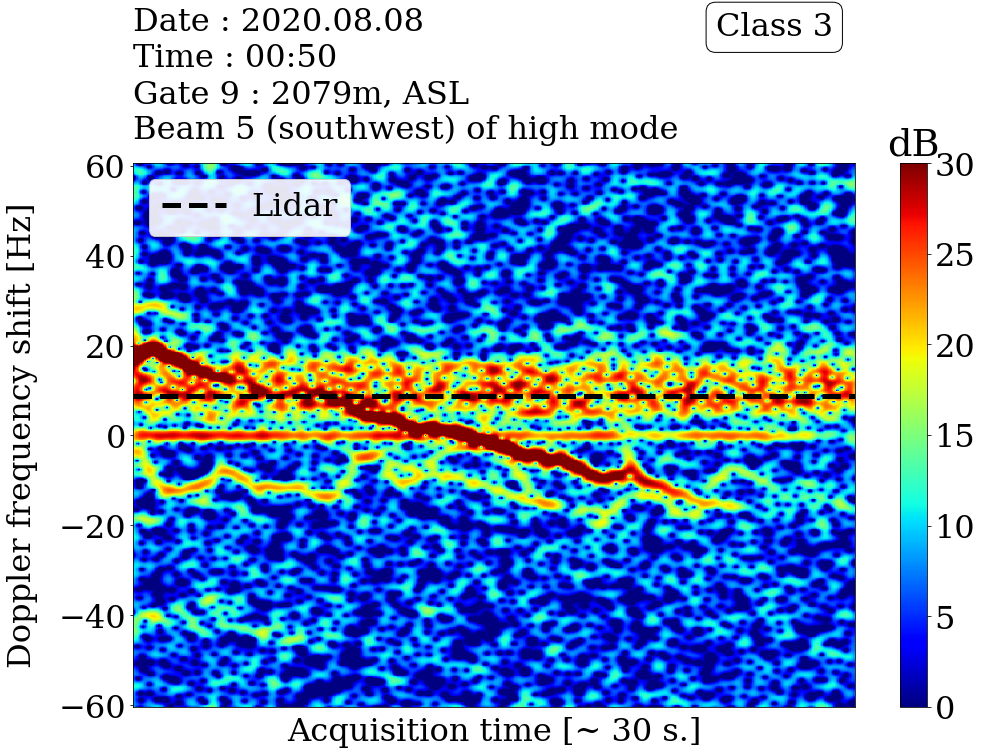 Date : 2020.08.08
Time : 00:50
Gate 9 : 2079m, ASL
Beam 5 (southwest) of high mode
Class 3
dB
Lidar
Doppler frequency shift [Hz]
60
40
20
0
−20
−40
−60
Acquisition time [~ 30 s.]
30
25
20
15
10
5
0